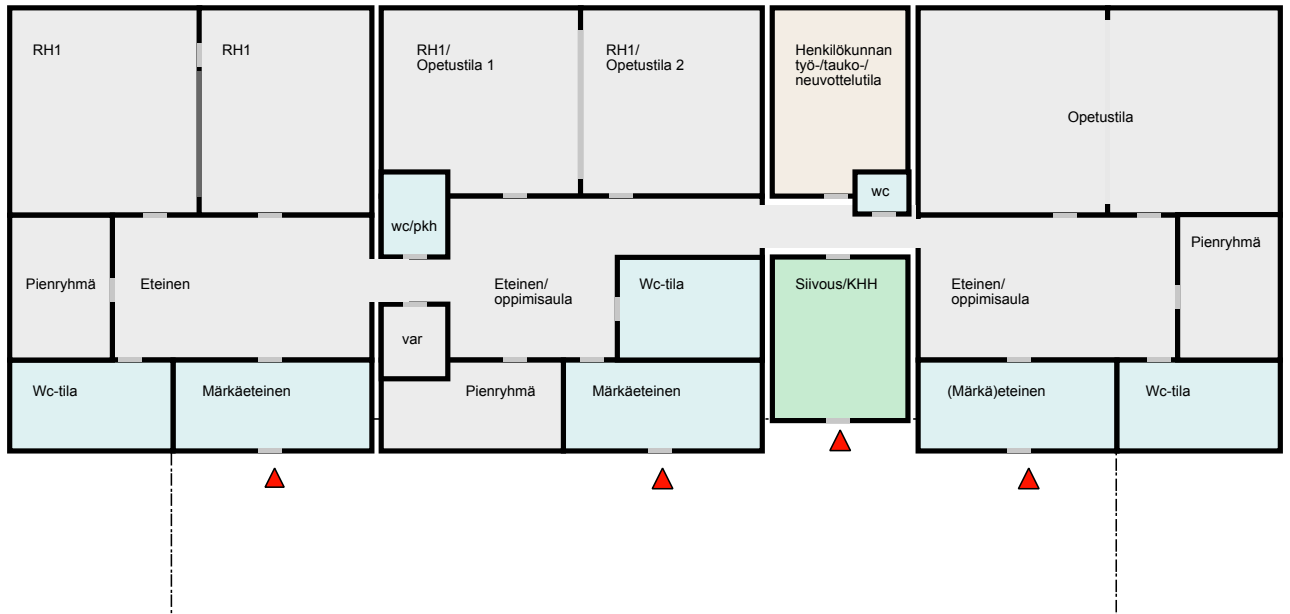 RH1
RH1
RH1/
Opetustila 1
RH1/
Opetustila 2
Henkilökunnan
työ-/tauko-/
neuvottelutila
Opetustila
wc
wc/pkh
Pienryhmä
Pienryhmä
Eteinen
Eteinen/
oppimisaula
Wc-tila
Siivous/KHH
Eteinen/
oppimisaula
var
Wc-tila
Märkäeteinen
Pienryhmä
Märkäeteinen
(Märkä)eteinen
Wc-tila